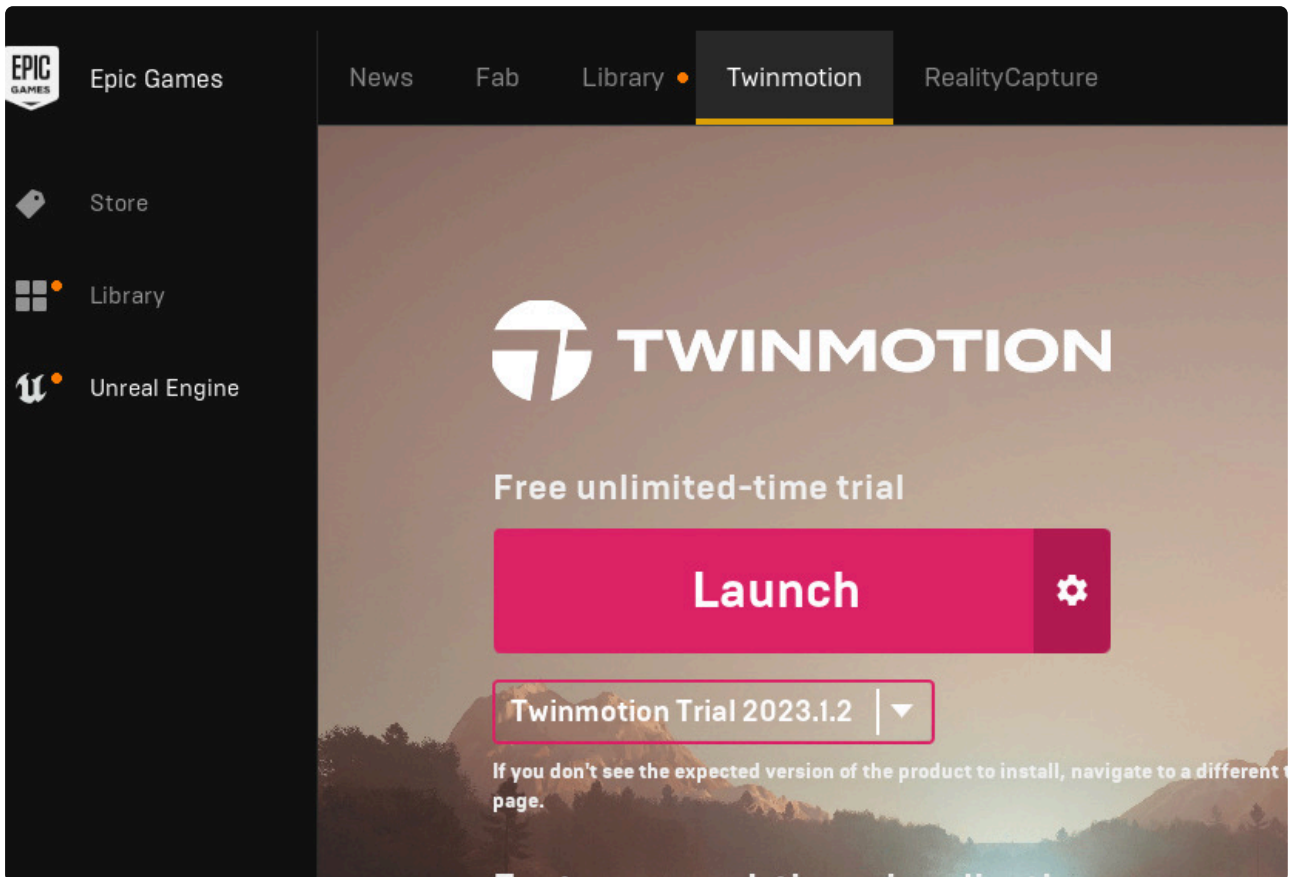 EPIC
GAMES
Epic Games
News
Fab
Library
Twinmotion
RealityCapture
Store
Library
Unreal Engine
TWINMOTION
Free unlimited-time trial
Launch
Twinmotion Trial 2023.1.2
If you don't see the expected version of the product to install, navigate to a different
page.